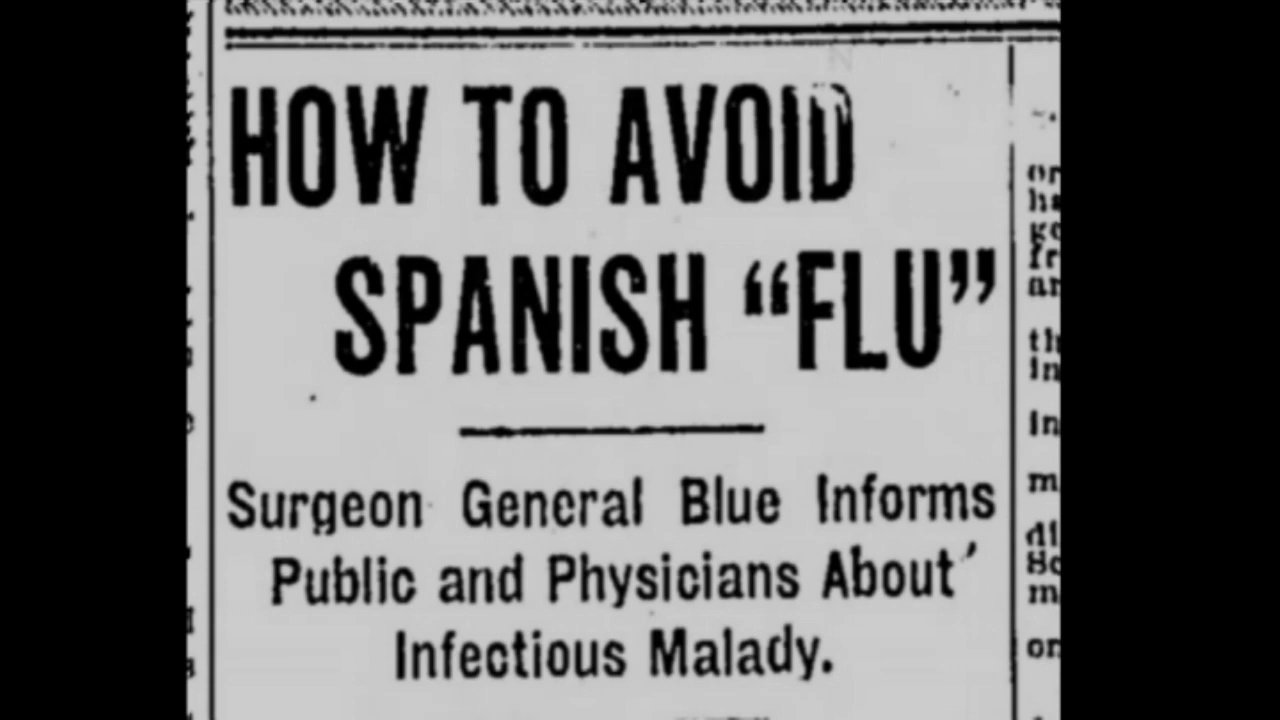 HOW TO AVOID
SPANISH “FLU”
Surgeon General Blue Informs
Public and Physicians About
Infectious Malady.